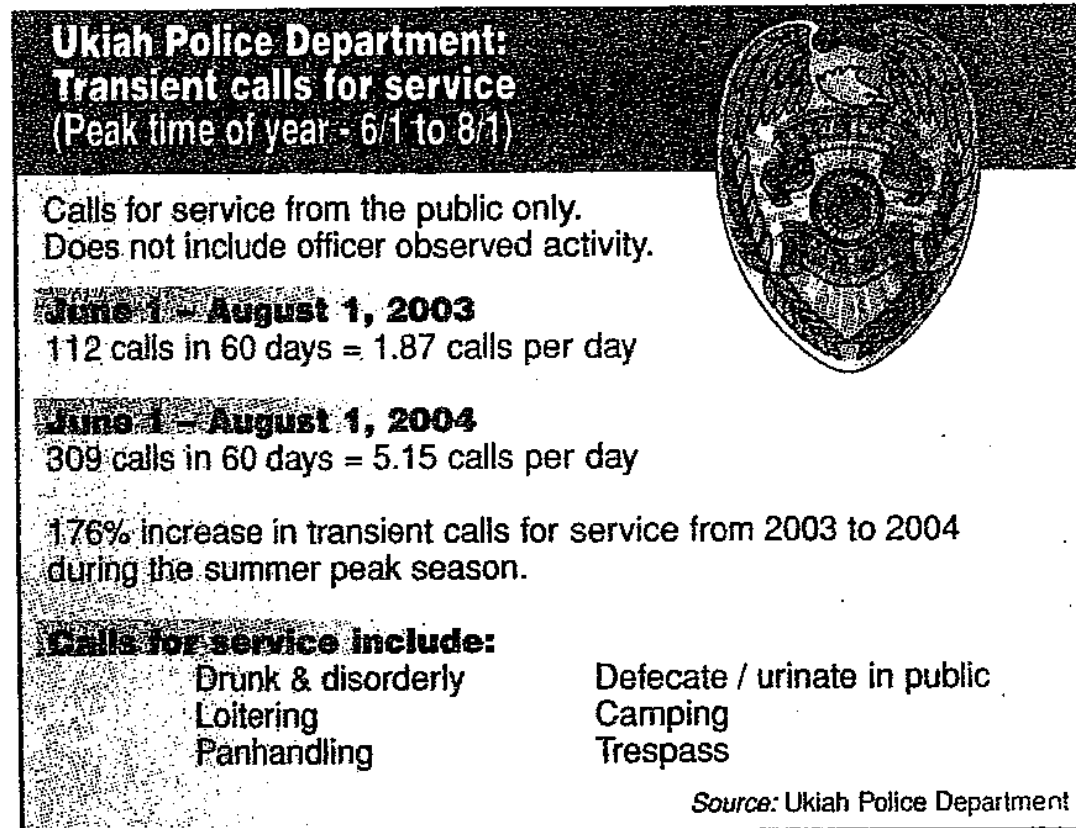 Ukiah Police Department:
Transient calls for service
(Peak time of year - 6/1 to 8/1)
Calls for service from the public only.
Does not include officer observed activity.
June 1 – August 1, 2003
112 calls in 60 days = 1.87 calls per day
June 1 – August 1, 2004
309 calls in 60 days = 5.15 calls per day
176% increase in transient calls for service from 2003 to 2004
during the summer peak season.
Calls for service include:
Drunk & disorderly
Loitering
Panhandling
Defecate / urinate in public
Camping
Trespass
Source: Ukiah Police Department